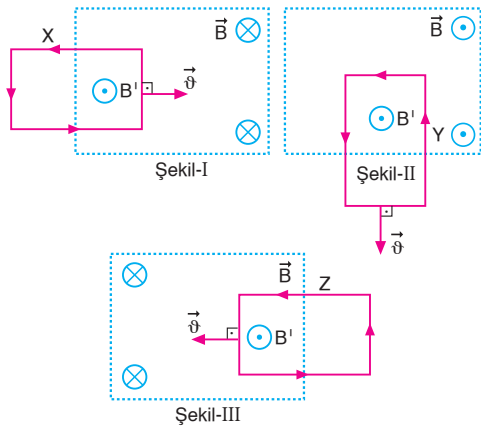 X
B⃗
B'
ϑ⃗
Şekil-I
B⃗
B'
Y
Şekil-II
ϑ⃗
B⃗
Z
ϑ⃗
B'
Şekil-III